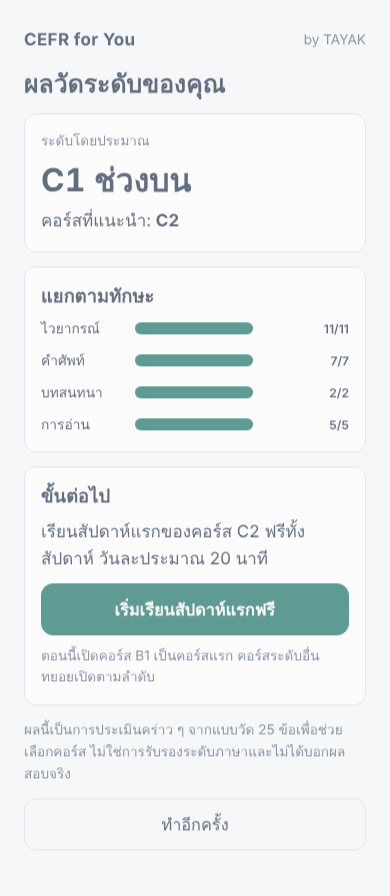 CEFR for You
by TAYAK
ผลวัดระดับของคุณ
ระดับโดยประมาณ
C1 ช่วงบน
คอร์สที่แนะนำ: C2
แยกตามทักษะ
ไวยากรณ์ 11/11
คำศัพท์ 7/7
บทสนทนา 2/2
การอ่าน 5/5
ขั้นต่อไป
เรียนสัปดาห์แรกของคอร์ส C2 ฟรีทั้ง
สัปดาห์ วันละประมาณ 20 นาที
เริ่มเรียนสัปดาห์แรกฟรี
ตอนนี้เปิดคอร์ส B1 เป็นคอร์สแรก คอร์สระดับอื่น
ทยอยเปิดตามลำดับ
ผลนี้เป็นการประเมินคร่าว ๆ จากแบบวัด 25 ข้อเพื่อช่วย
เลือกคอร์ส ไม่ใช่การรับรองระดับภาษาและไม่ได้บอกผล
สอบจริง
ทำอีกครั้ง